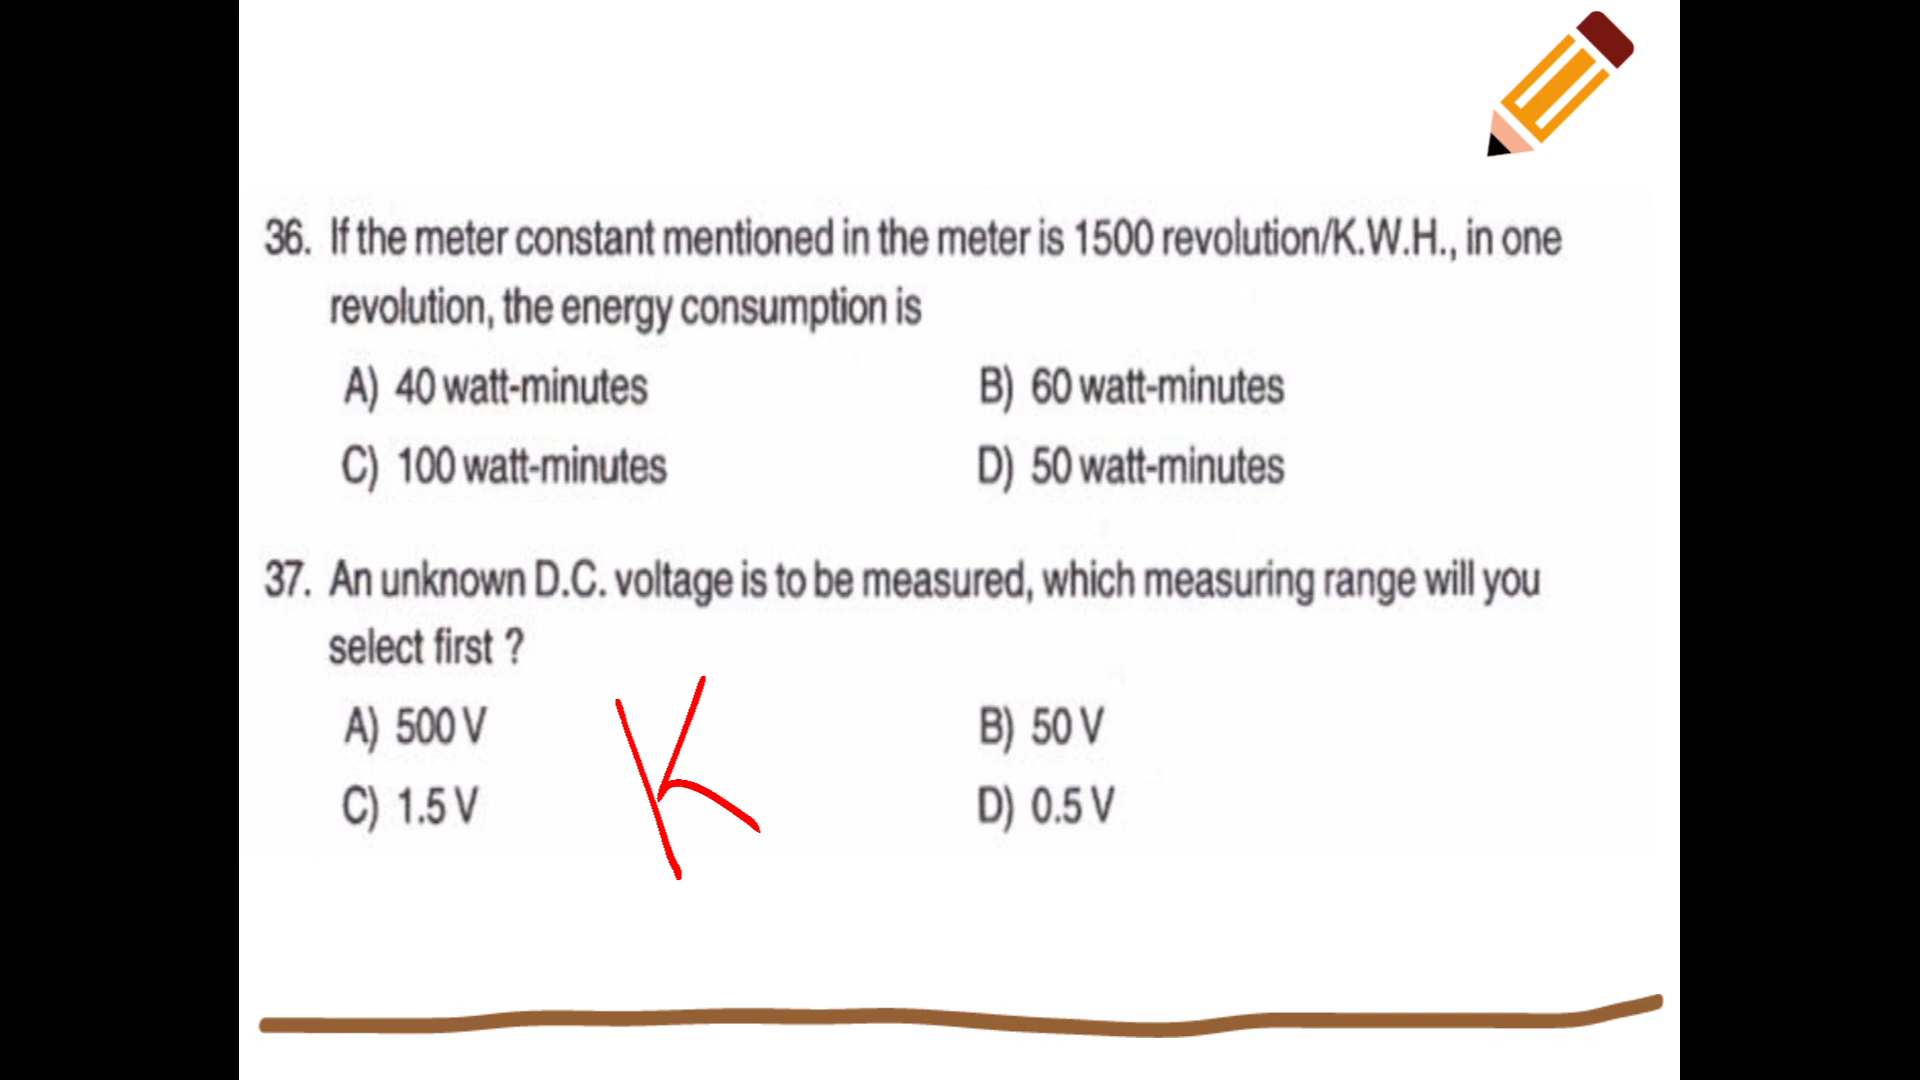 36. If the meter constant mentioned in the meter is 1500 revolution/K.W.H., in one
revolution, the energy consumption is
A) 40 watt-minutes B) 60 watt-minutes
C) 100 watt-minutes D) 50 watt-minutes
37. An unknown D.C. voltage is to be measured, which measuring range will you
select first ?
A) 500 V B) 50 V
K
C) 1.5 V D) 0.5 V